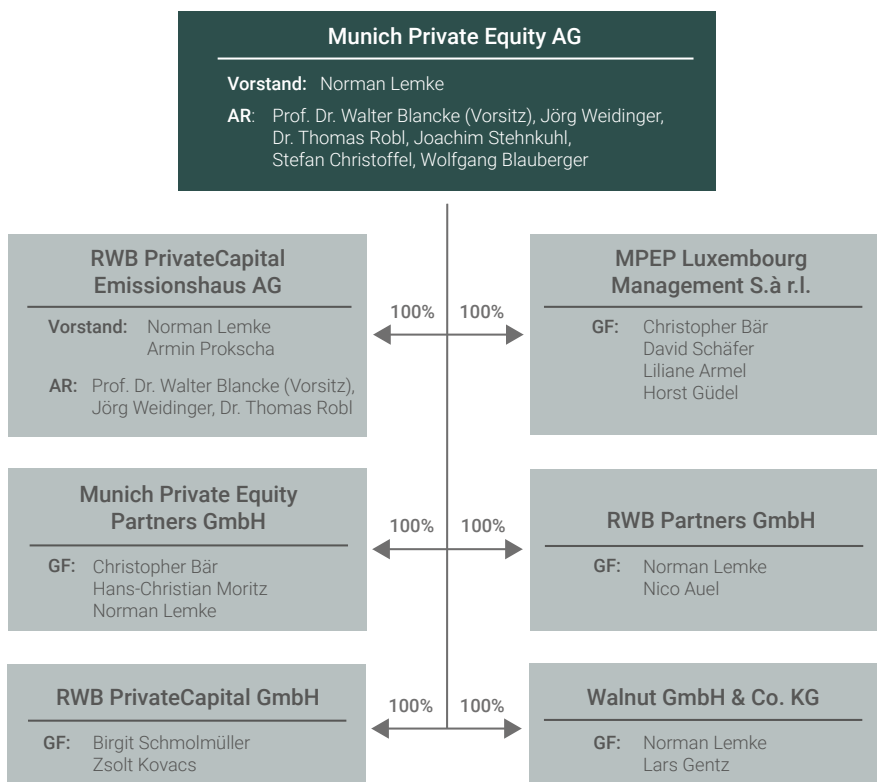 Munich Private Equity AG
Vorstand: Norman Lemke
AR: Prof. Dr. Walter Blancke (Vorsitz), Jörg Weidinger,
Dr. Thomas Robl, Joachim Stehnkuhl,
Stefan Christoffel, Wolfgang Blauberger
RWB PrivateCapital
Emissionshaus AG
Vorstand: Norman Lemke
Armin Prokscha
AR: Prof. Dr. Walter Blancke (Vorsitz),
Jörg Weidinger, Dr. Thomas Robl
100% 100%
MPEP Luxembourg
Management S.à r.l.
GF: Christopher Bär
David Schäfer
Liliane Armel
Horst Güdel
Munich Private Equity
Partners GmbH
GF: Christopher Bär
Hans-Christian Moritz
Norman Lemke
100% 100%
RWB Partners GmbH
GF: Norman Lemke
Nico Auel
RWB PrivateCapital GmbH
GF: Birgit Schmolmüller
Zsolt Kovacs
100% 100%
Walnut GmbH & Co. KG
GF: Norman Lemke
Lars Gentz